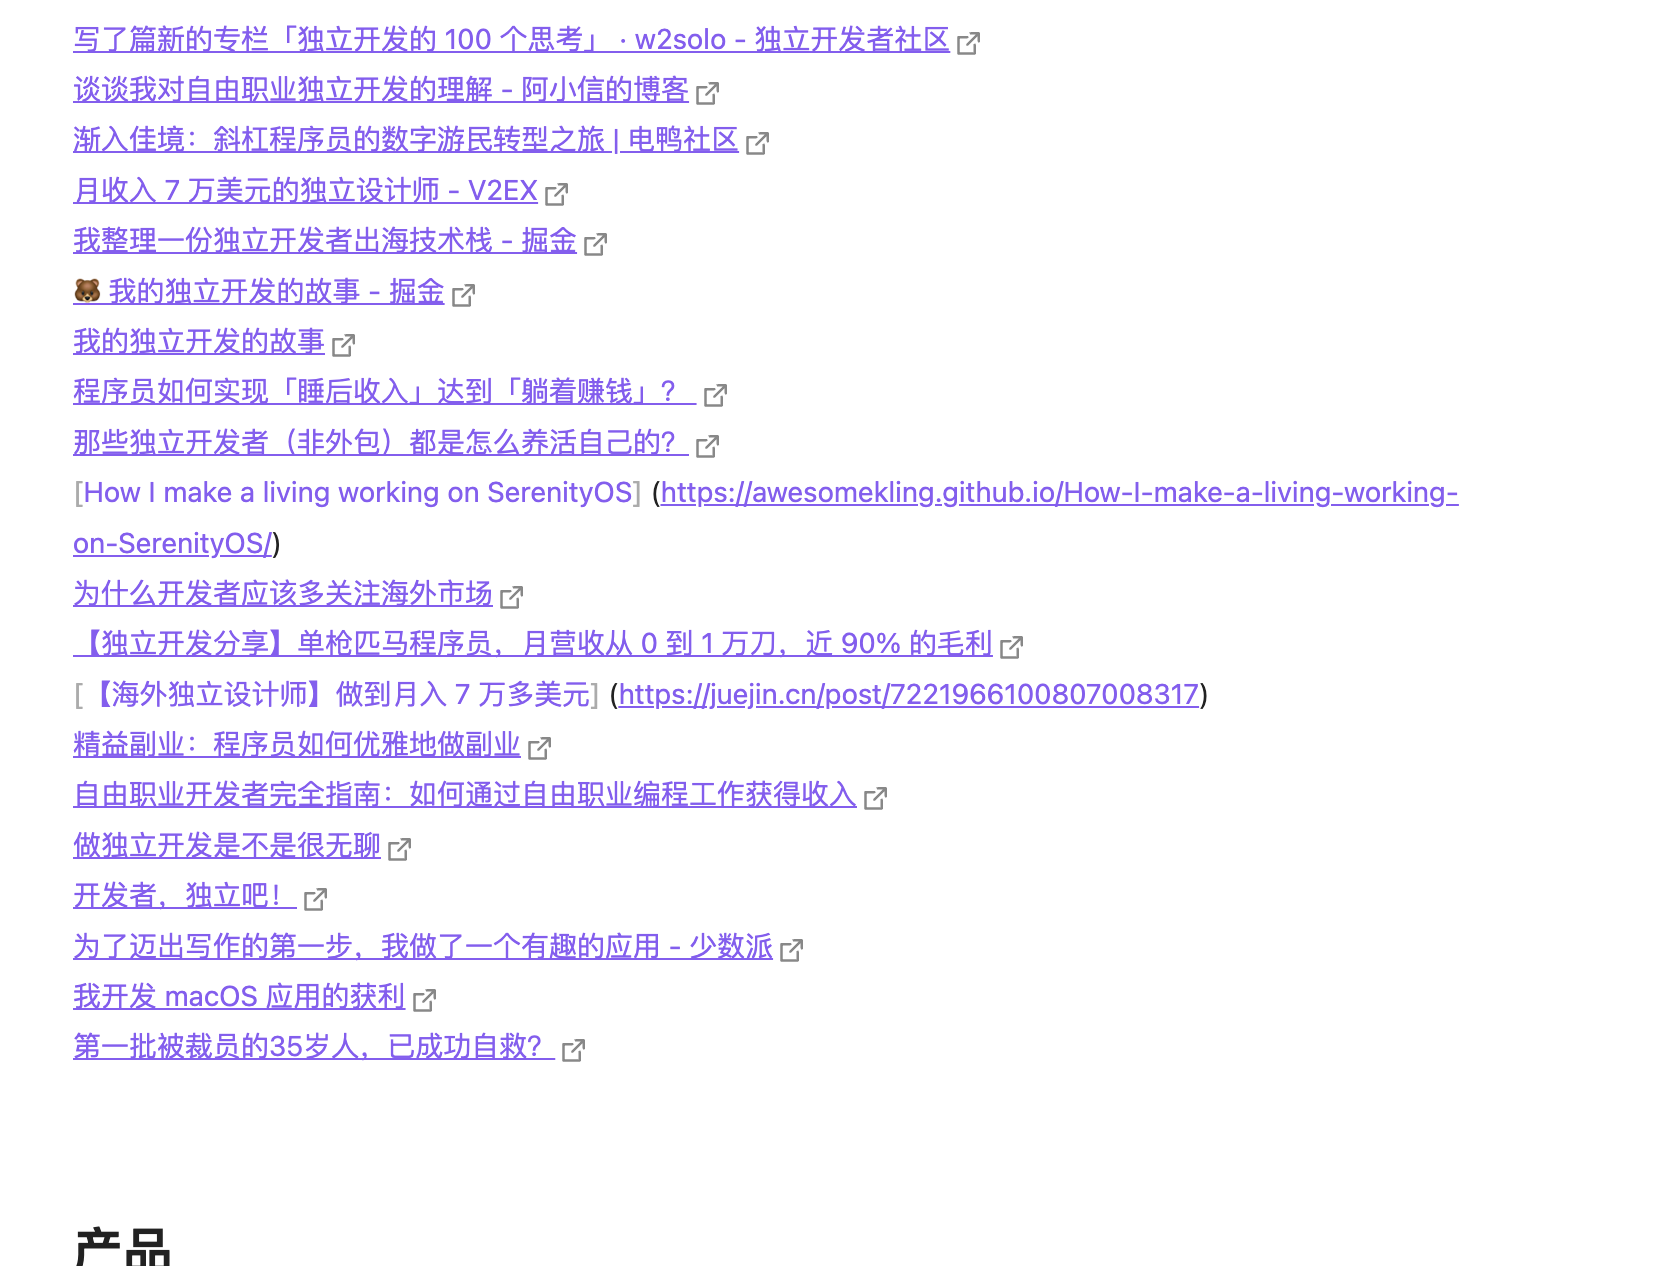 写了篇新的专栏「独立开发的 100 个思考」 · w2solo - 独立开发者社区
谈谈我对自由职业独立开发的理解 - 阿小信的博客
渐入佳境：斜杠程序员的数字游民转型之旅 | 电鸭社区
月收入 7 万美元的独立设计师 - V2EX
我整理一份独立开发者出海技术栈 - 掘金
🐻 我的独立开发的故事 - 掘金
我的独立开发的故事
程序员如何实现「睡后收入」达到「躺着赚钱」？
那些独立开发者（非外包）都是怎么养活自己的？
[How I make a living working on SerenityOS] (https://awesomekling.github.io/How-I-make-a-living-working-
on-SerenityOS/)
为什么开发者应该多关注海外市场
【独立开发分享】单枪匹马程序员，月营收从 0 到 1 万刀，近 90% 的毛利
[【海外独立设计师】做到月入 7 万多美元] (https://juejin.cn/post/7221966100807008317)
精益副业：程序员如何优雅地做副业
自由职业开发者完全指南：如何通过自由职业编程工作获得收入
做独立开发是不是很无聊
开发者，独立吧！
为了迈出写作的第一步，我做了一个有趣的应用 - 少数派
我开发 macOS 应用的获利
第一批被裁员的35岁人，已成功自救？
产品